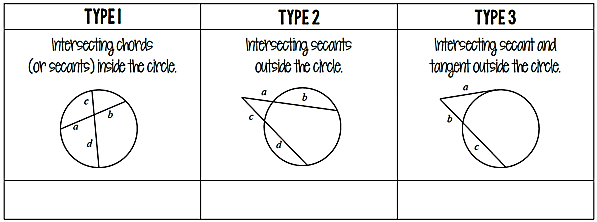 TYPE 1
TYPE 2
TYPE 3
Intersecting chords
(or secants) inside the circle.
Intersecting secants
outside the circle.
Intersecting secant and
tangent outside the circle.
c
b
a
d
a
b
c
d
a
b
c